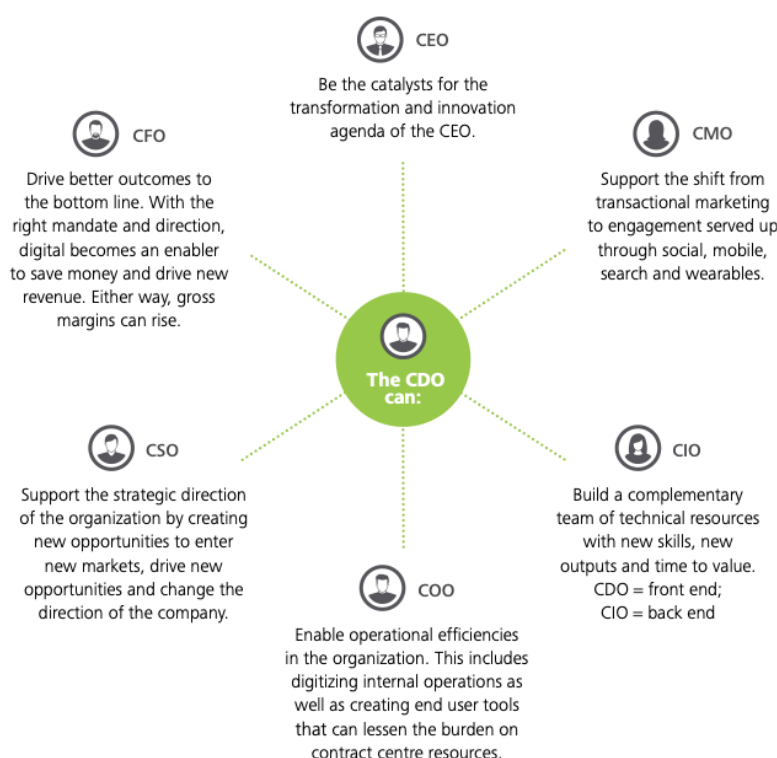 CEO
Be the catalysts for the
transformation and innovation
agenda of the CEO.
CFO
Drive better outcomes to
the bottom line. With the
right mandate and direction,
digital becomes an enabler
to save money and drive new
revenue. Either way, gross
margins can rise.
CMO
Support the shift from
transactional marketing
to engagement served up
through social, mobile,
search and wearables.
The CDO
can:
CSO
Support the strategic direction
of the organization by creating
new opportunities to enter
new markets, drive new
opportunities and change the
direction of the company.
CIO
Build a complementary
team of technical resources
with new skills, new
outputs and time to value.
CDO = front end;
CIO = back end
COO
Enable operational efficiencies
in the organization. This includes
digitizing internal operations as
well as creating end user tools
that can lessen the burden on
contract centre resources.